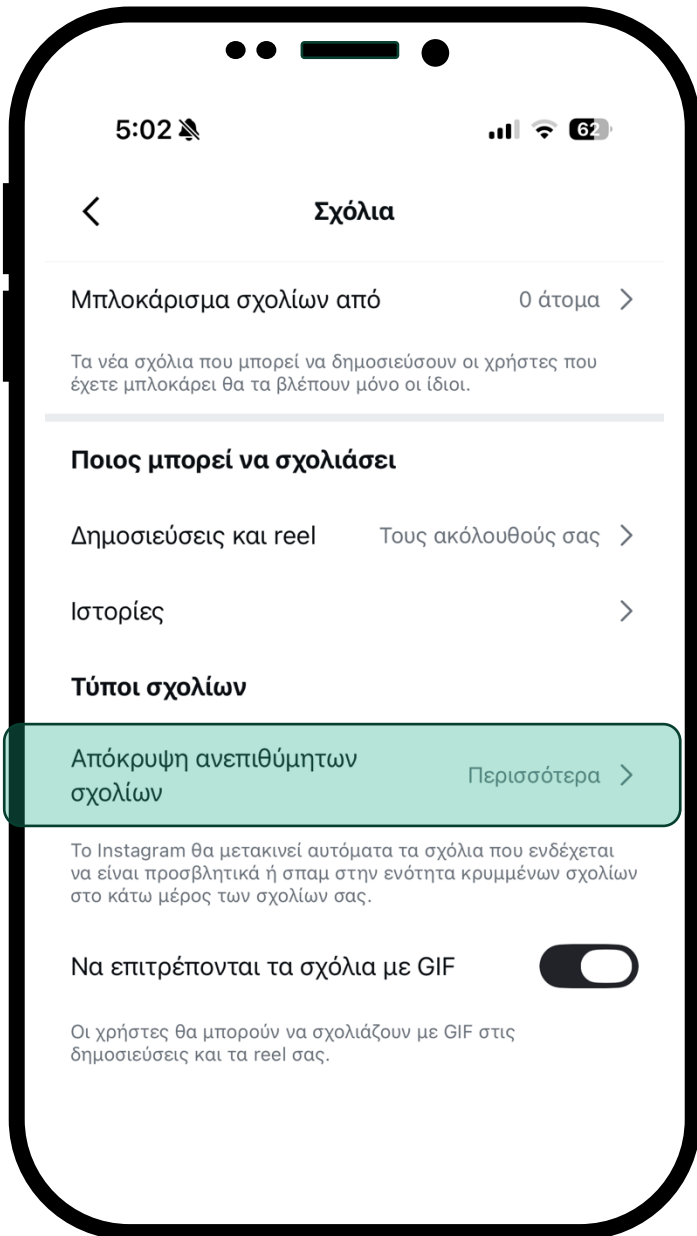 5:02
62
Σχόλια
Μπλοκάρισμα σχολίων από 0 άτομα
Τα νέα σχόλια που μπορεί να δημοσιεύσουν οι χρήστες που
έχετε μπλοκάρει θα τα βλέπουν μόνο οι ίδιοι.
Ποιος μπορεί να σχολιάσει
Δημοσιεύσεις και reel Τους ακόλουθούς σας
Ιστορίες
Τύποι σχολίων
Απόκρυψη ανεπιθύμητων
σχολίων
Περισσότερα
Το Instagram θα μετακινεί αυτόματα τα σχόλια που ενδέχεται
να είναι προσβλητικά ή σπαμ στην ενότητα κρυμμένων σχολίων
στο κάτω μέρος των σχολίων σας.
Να επιτρέπονται τα σχόλια με GIF
Οι χρήστες θα μπορούν να σχολιάζουν με GIF στις
δημοσιεύσεις και τα reel σας.